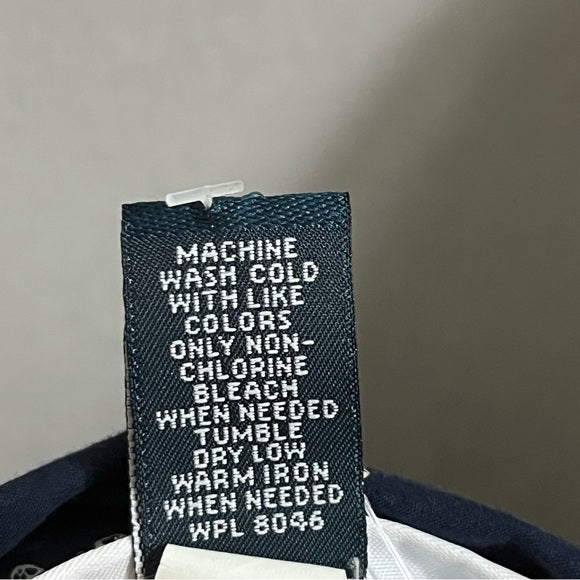 MACHINE
WASH COLD
WITH LIKE
COLORS
ONLY NON-
CHLORINE
BLEACH
WHEN NEEDED
TUMBLE
DRY LOW
WARM IRON
WHEN NEEDED
WPL 8046